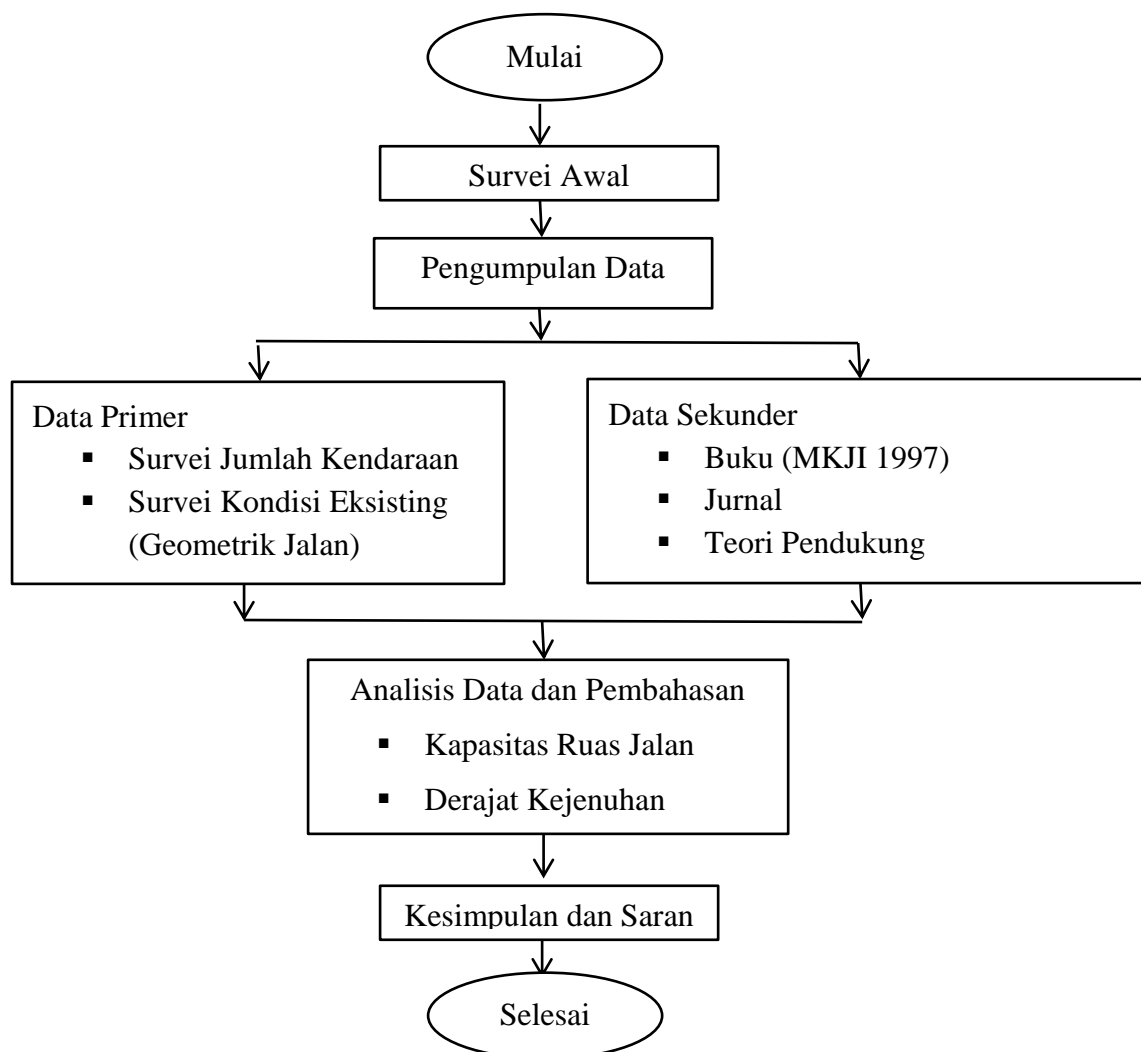 Mulai
Survei Awal
Pengumpulan Data
Data Primer
▪ Survei Jumlah Kendaraan
▪ Survei Kondisi Eksisting
(Geometrik Jalan)
Data Sekunder
▪ Buku (MKJI 1997)
▪ Jurnal
▪ Teori Pendukung
Analisis Data dan Pembahasan
▪ Kapasitas Ruas Jalan
▪ Derajat Kejenuhan
Kesimpulan dan Saran
Selesai